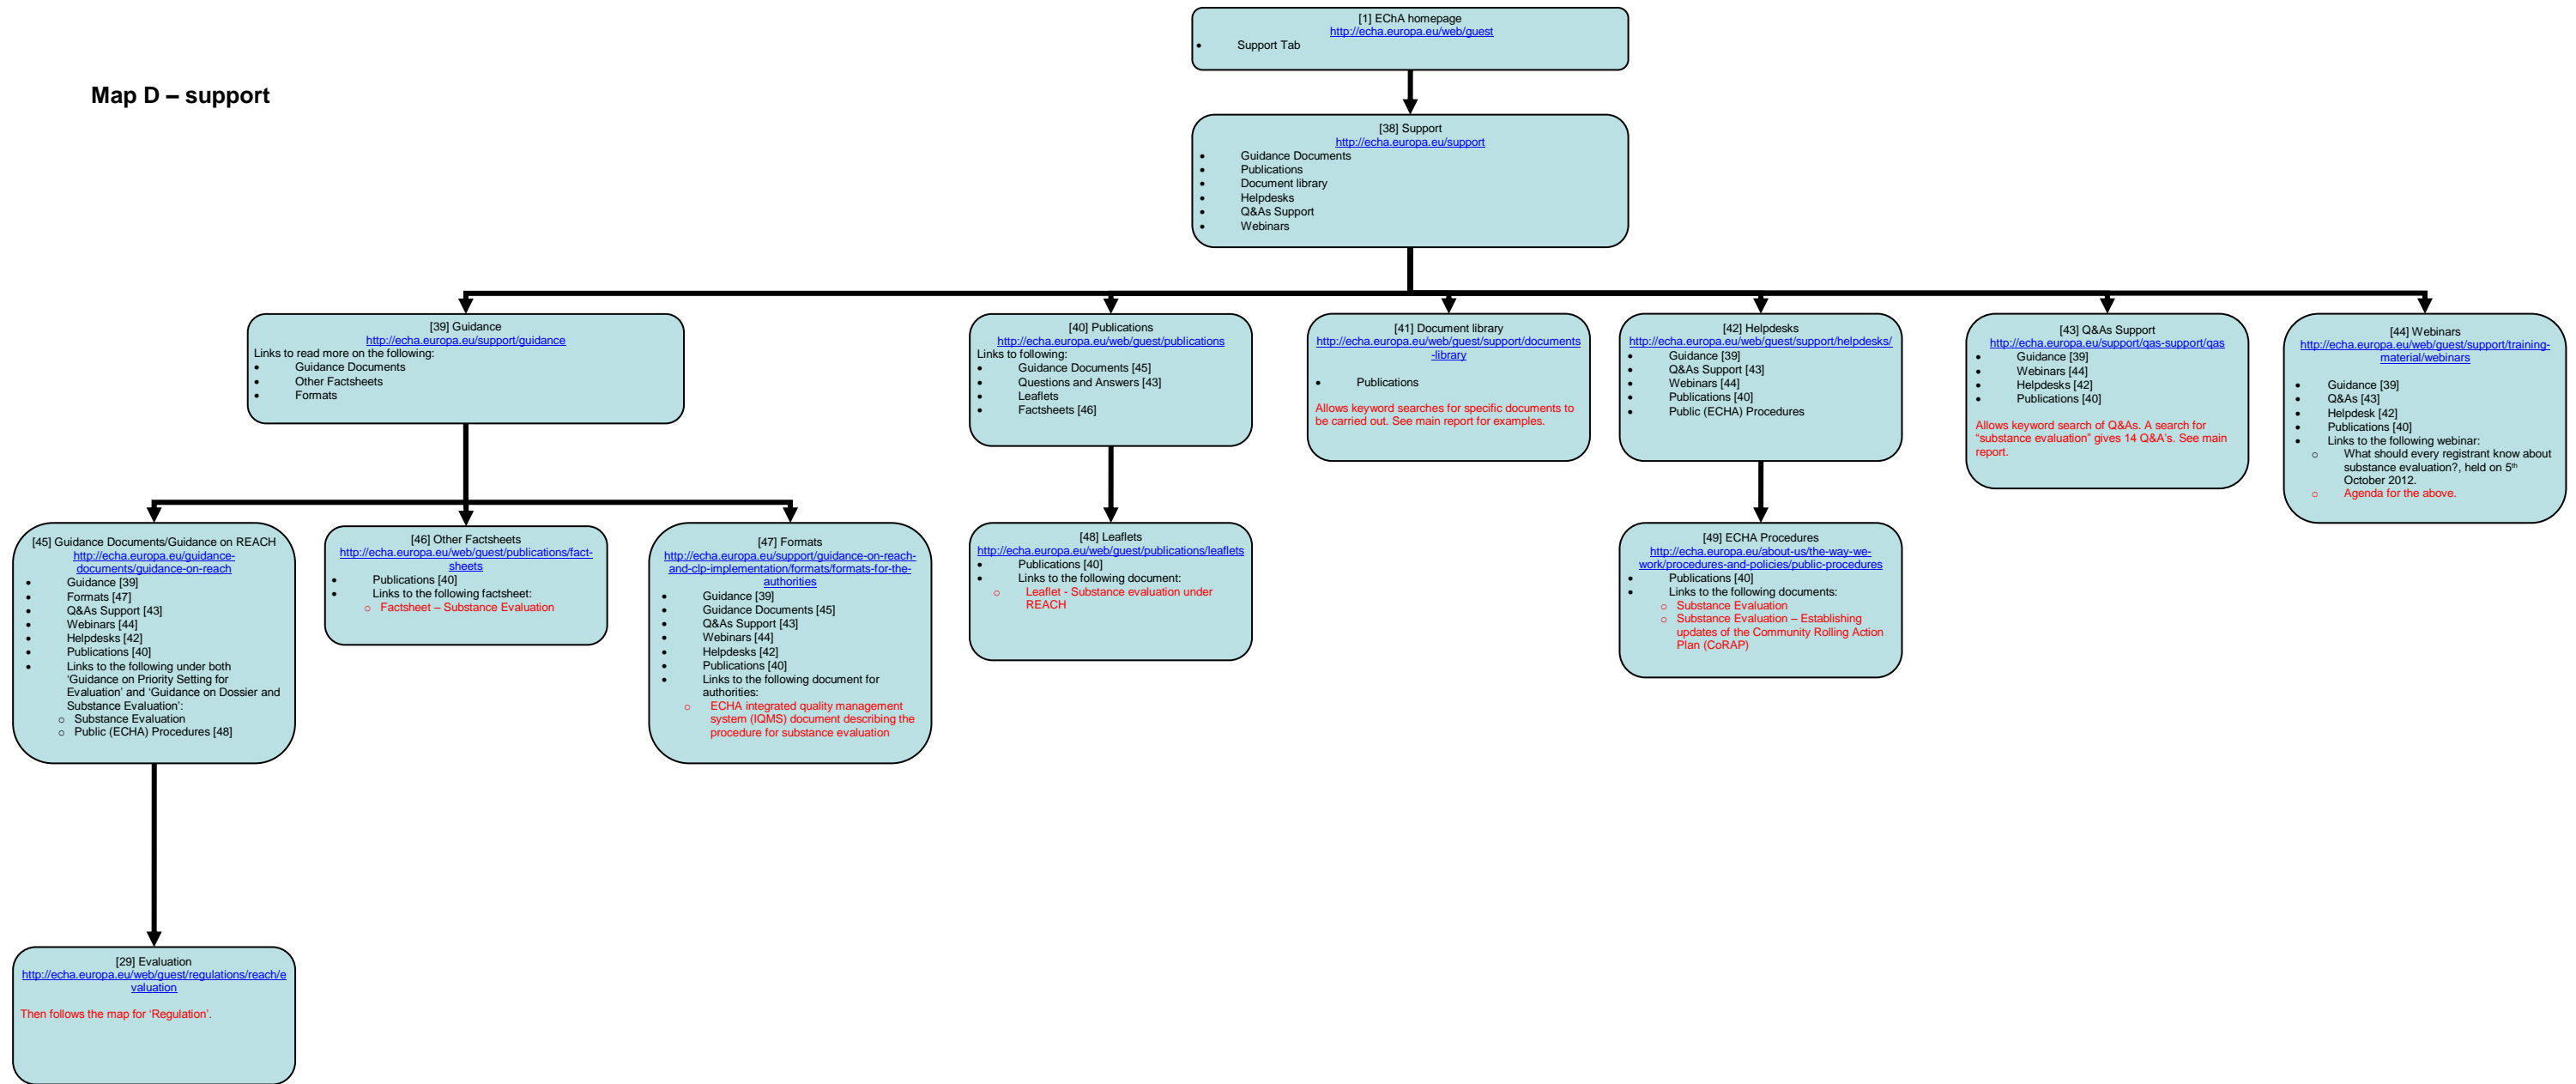 [1] EChA homepage
http://echa.europa.eu/web/guest
• Support Tab
Map D – support
[38] Support
http://echa.europa.eu/support
• Guidance Documents
• Publications
• Document library
• Helpdesks
• Q&As Support
• Webinars
[39] Guidance
http://echa.europa.eu/support/guidance
Links to read more on the following:
• Guidance Documents
• Other Factsheets
• Formats
[40] Publications
http://echa.europa.eu/web/guest/publications
Links to following:
• Guidance Documents [45]
• Questions and Answers [43]
• Leaflets
• Factsheets [46]
[41] Document library
http://echa.europa.eu/web/guest/support/documents
-library
• Publications
Allows keyword searches for specific documents to
be carried out. See main report for examples.
[42] Helpdesks
http://echa.europa.eu/web/guest/support/helpdesks/
• Guidance [39]
• Q&As Support [43]
• Webinars [44]
• Publications [40]
• Public (ECHA) Procedures
[43] Q&As Support
http://echa.europa.eu/support/qas-support/qas
• Guidance [39]
• Webinars [44]
• Helpdesks [42]
• Publications [40]
Allows keyword search of Q&As. A search for
“substance evaluation” gives 14 Q&A’s. See main
report.
[44] Webinars
http://echa.europa.eu/web/guest/support/training-
material/webinars
• Guidance [39]
• Q&As [43]
• Helpdesk [42]
• Publications [40]
• Links to the following webinar:
o What should every registrant know about
substance evaluation?, held on 5th
October 2012.
o Agenda for the above.
[45] Guidance Documents/Guidance on REACH
http://echa.europa.eu/guidance-
documents/guidance-on-reach
• Guidance [39]
• Formats [47]
• Q&As Support [43]
• Webinars [44]
• Helpdesks [42]
• Publications [40]
• Links to the following under both
‘Guidance on Priority Setting for
Evaluation’ and ‘Guidance on Dossier and
Substance Evaluation’:
o Substance Evaluation
o Public (ECHA) Procedures [48]
[46] Other Factsheets
http://echa.europa.eu/web/guest/publications/fact-
sheets
• Publications [40]
• Links to the following factsheet:
o Factsheet – Substance Evaluation
[47] Formats
http://echa.europa.eu/support/guidance-on-reach-
and-clp-implementation/formats/formats-for-the-
authorities
• Guidance [39]
• Guidance Documents [45]
• Q&As Support [43]
• Webinars [44]
• Helpdesks [42]
• Publications [40]
• Links to the following document for
authorities:
o ECHA integrated quality management
system (IQMS) document describing the
procedure for substance evaluation
[48] Leaflets
http://echa.europa.eu/web/guest/publications/leaflets
• Publications [40]
• Links to the following document:
o Leaflet - Substance evaluation under
REACH
[49] ECHA Procedures
http://echa.europa.eu/about-us/the-way-we-
work/procedures-and-policies/public-procedures
• Publications [40]
• Links to the following documents:
o Substance Evaluation
o Substance Evaluation – Establishing
updates of the Community Rolling Action
Plan (CoRAP)
[29] Evaluation
http://echa.europa.eu/web/guest/regulations/reach/e
valuation
Then follows the map for ‘Regulation’.